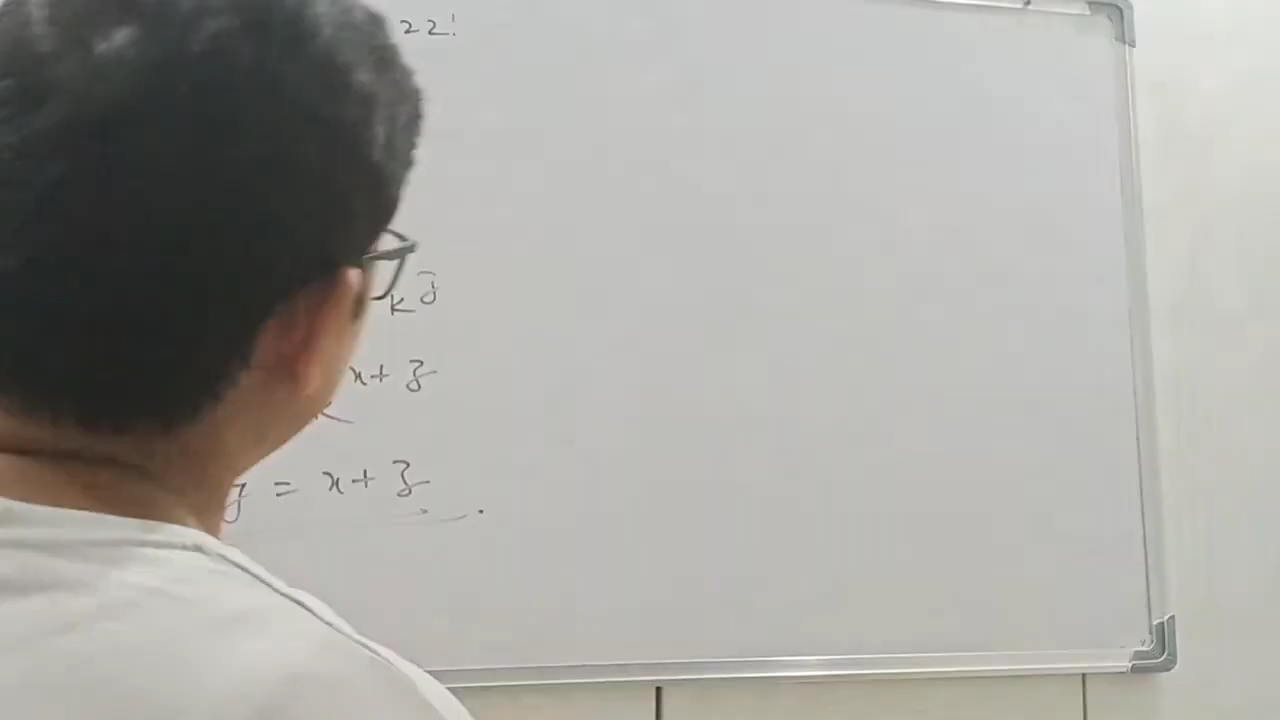 22!
k^z
x+z
y = x+z